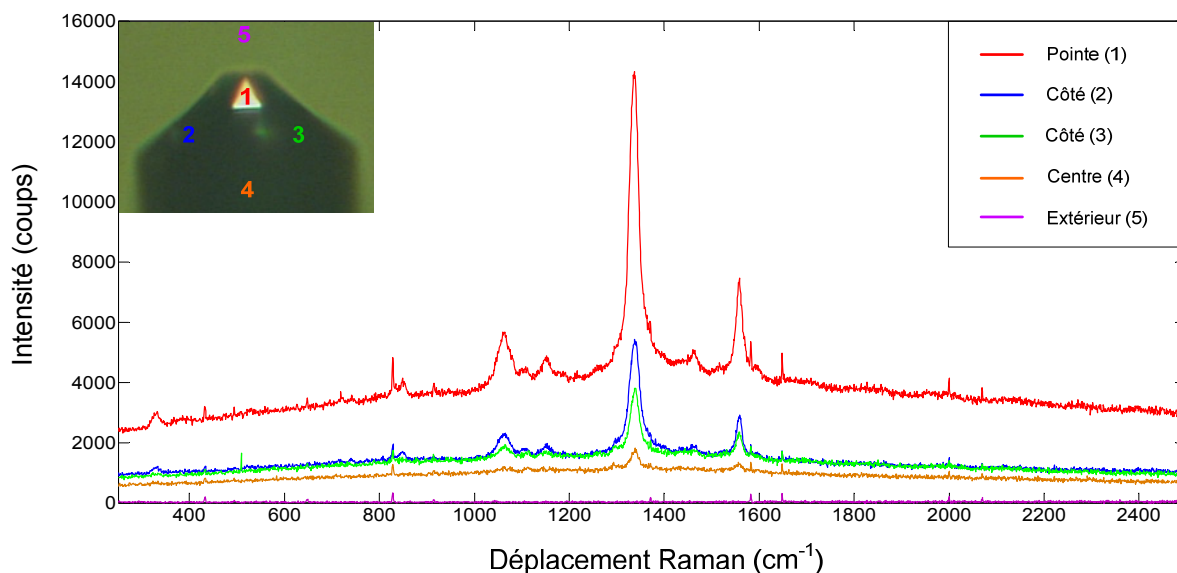 16000
14000
12000
10000
8000
6000
4000
2000
0
Intensité (coups)
5
1
2
3
4
Pointe (1)
Côté (2)
Côté (3)
Centre (4)
Extérieur (5)
400 600 800 1000 1200 1400 1600 1800 2000 2200 2400
Déplacement Raman (cm⁻¹)